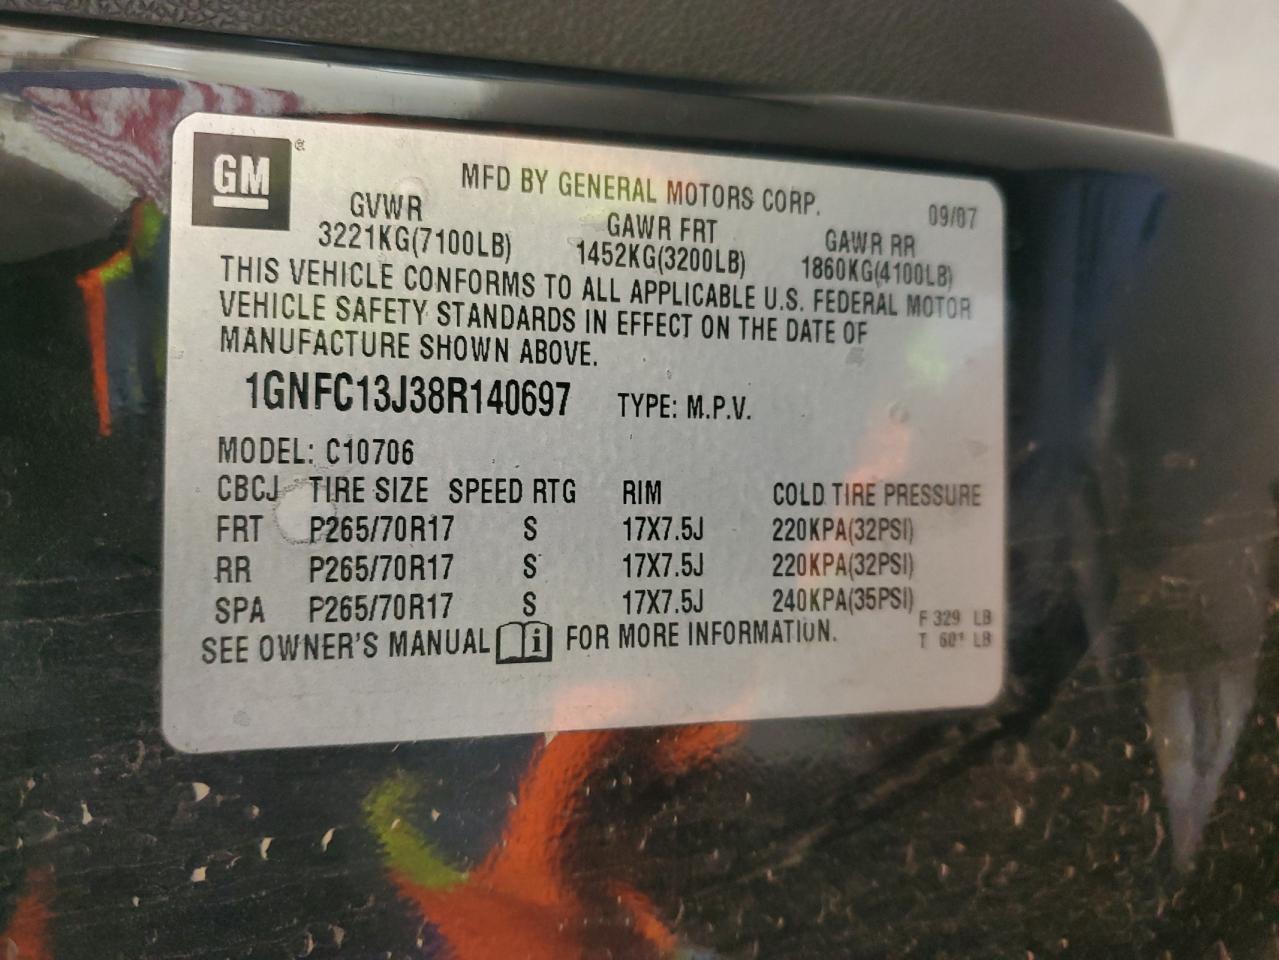 GM ®
MFD BY GENERAL MOTORS CORP.
09/07
GVWR GAWR FRT GAWR RR
3221KG(7100LB) 1452KG(3200LB) 1860KG(4100LB)
THIS VEHICLE CONFORMS TO ALL APPLICABLE U.S. FEDERAL MOTOR
VEHICLE SAFETY STANDARDS IN EFFECT ON THE DATE OF
MANUFACTURE SHOWN ABOVE.
1GNFC13J38R140697 TYPE: M.P.V.
MODEL: C10706
CBCJ TIRE SIZE SPEED RTG RIM COLD TIRE PRESSURE
FRT P265/70R17 S 17X7.5J 220KPA(32PSI)
RR P265/70R17 S 17X7.5J 220KPA(32PSI)
SPA P265/70R17 S 17X7.5J 240KPA(35PSI)
F 329 LB
T LB
SEE OWNER'S MANUAL i FOR MORE INFORMATION.